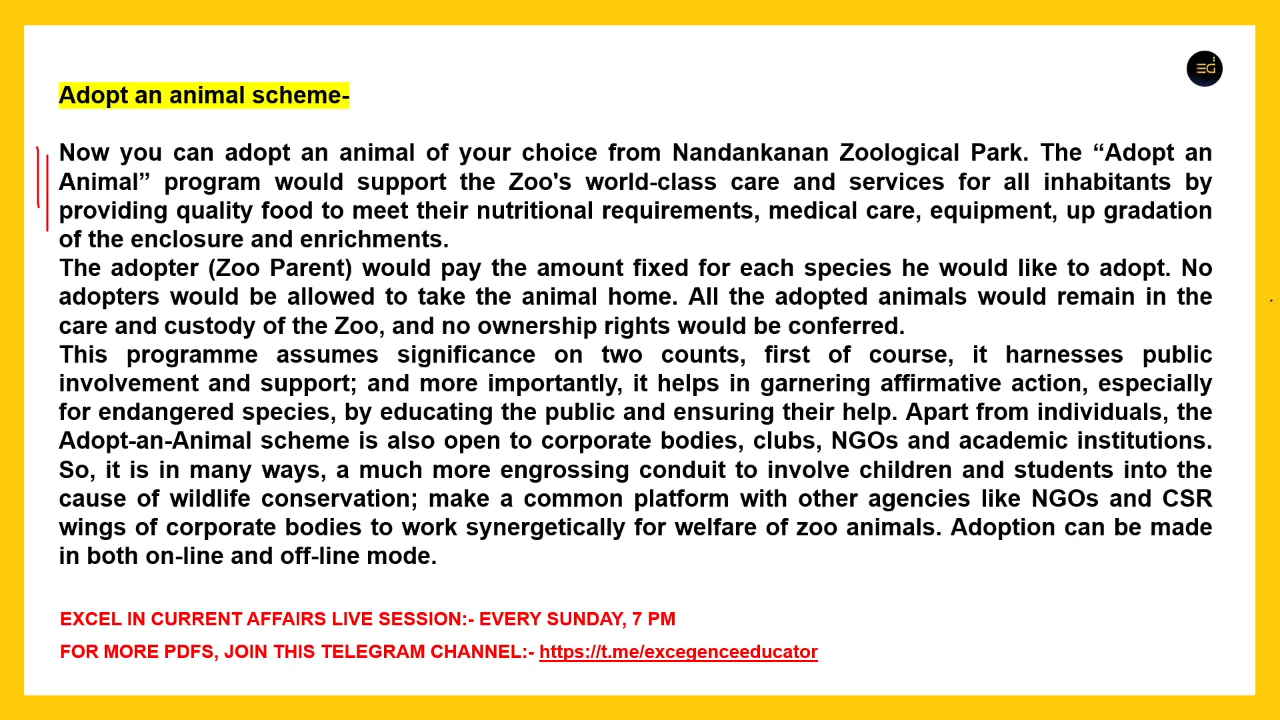 Adopt an animal scheme-
Now you can adopt an animal of your choice from Nandankanan Zoological Park. The “Adopt an
Animal” program would support the Zoo's world-class care and services for all inhabitants by
providing quality food to meet their nutritional requirements, medical care, equipment, up gradation
of the enclosure and enrichments.
The adopter (Zoo Parent) would pay the amount fixed for each species he would like to adopt. No
adopters would be allowed to take the animal home. All the adopted animals would remain in the
care and custody of the Zoo, and no ownership rights would be conferred.
This programme assumes significance on two counts, first of course, it harnesses public
involvement and support; and more importantly, it helps in garnering affirmative action, especially
for endangered species, by educating the public and ensuring their help. Apart from individuals, the
Adopt-an-Animal scheme is also open to corporate bodies, clubs, NGOs and academic institutions.
So, it is in many ways, a much more engrossing conduit to involve children and students into the
cause of wildlife conservation; make a common platform with other agencies like NGOs and CSR
wings of corporate bodies to work synergetically for welfare of zoo animals. Adoption can be made
in both on-line and off-line mode.
EXCEL IN CURRENT AFFAIRS LIVE SESSION:- EVERY SUNDAY, 7 PM
FOR MORE PDFS, JOIN THIS TELEGRAM CHANNEL:- https://t.me/excegenceeducator